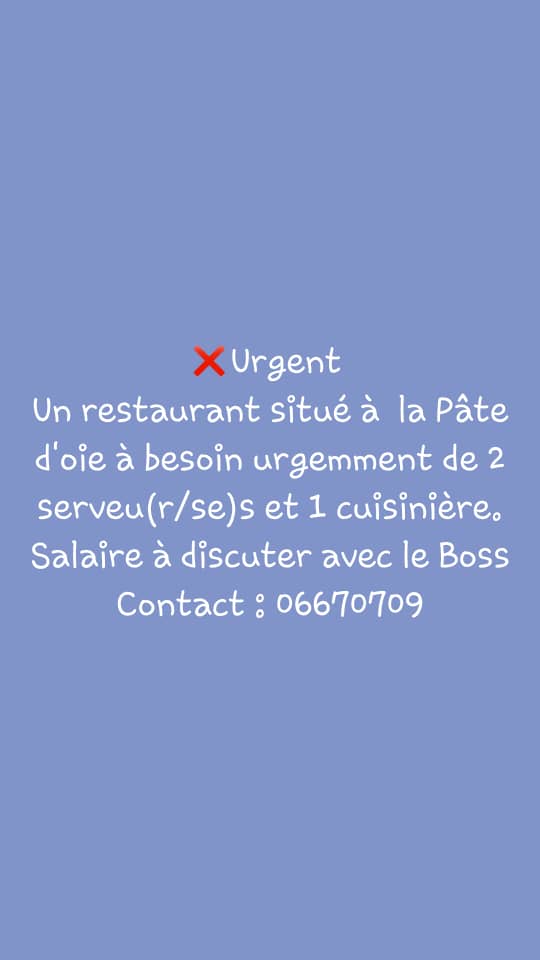 ❌Urgent
Un restaurant situé à  la Pâte
d'oie à besoin urgemment de 2
serveu(r/se)s et 1 cuisinière.
Salaire à discuter avec le Boss
Contact : 06670709